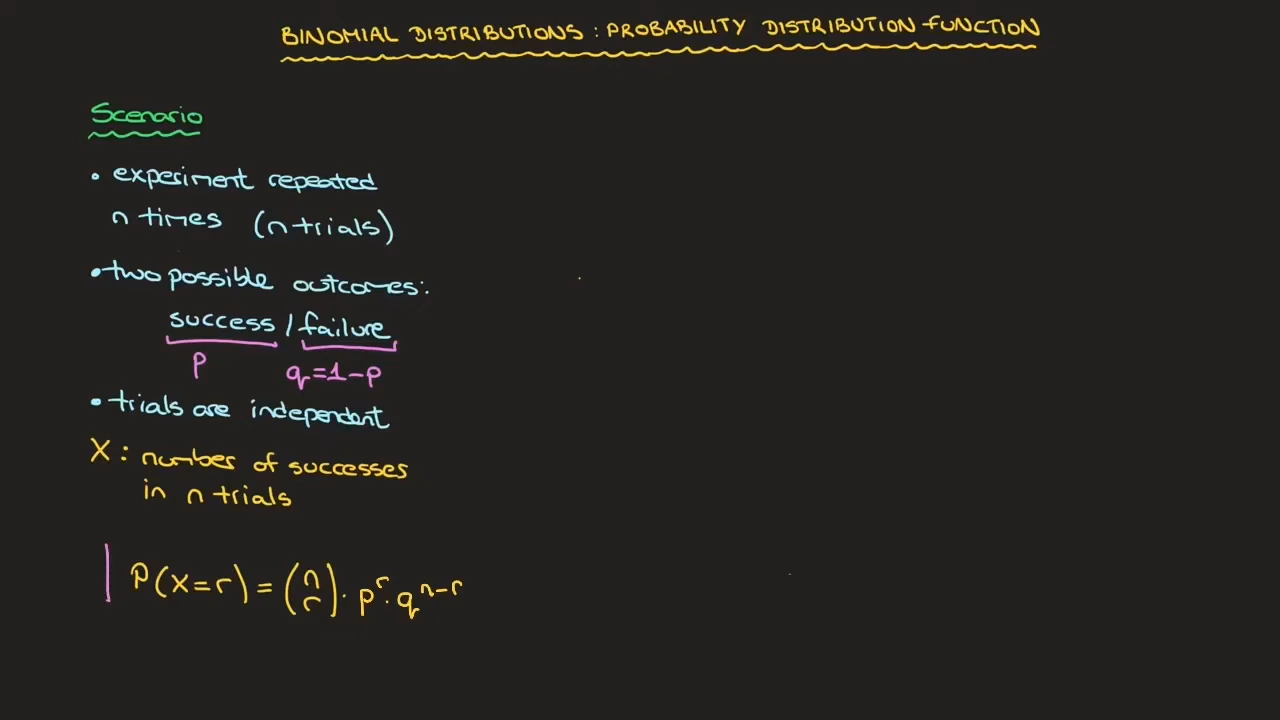 BINOMIAL DISTRIBUTIONS : PROBABILITY DISTRIBUTION FUNCTION
Scenario
• experiment repeated
n times (n trials)
• two possible outcomes:
success / failure
p q=1-p
• trials are independent
X : number of successes
in n trials
P(X=r) = (n r) · p^r · q^n-r